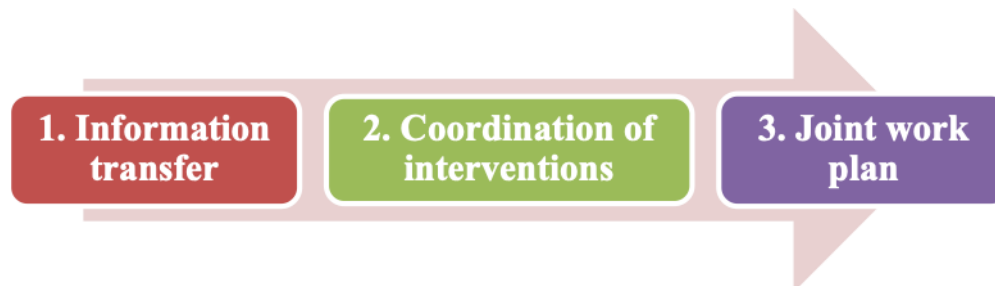 1. Information
transfer
2. Coordination of
interventions
3. Joint work
plan